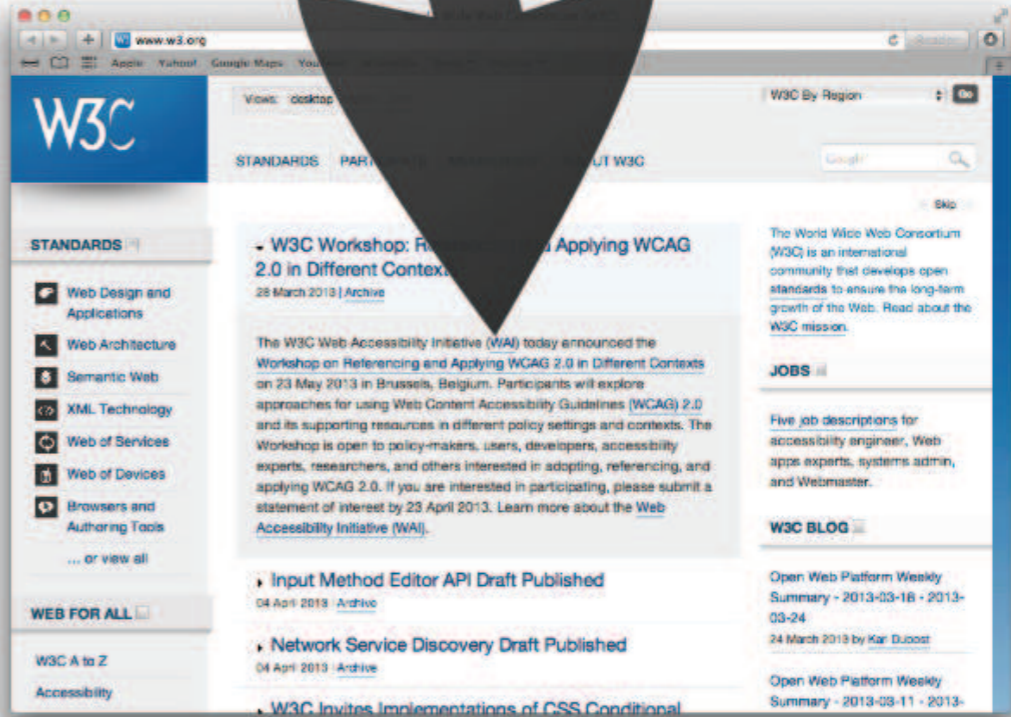 www.w3.org
Reader
Apple Yahoo! Google Maps
W3C
Views: desktop
W3C By Region
Go
STANDARDS
ABOUT W3C
Google
Skip
STANDARDS
Web Design and
Applications
Web Architecture
Semantic Web
XML Technology
Web of Services
Web of Devices
Browsers and
Authoring Tools
... or view all
WEB FOR ALL
W3C A to Z
Accessibility
W3C Workshop: Applying WCAG
2.0 in Different
28 March 2013 | Archive
The W3C Web Accessibility Initiative (WAI) today announced the
Workshop on Referencing and Applying WCAG 2.0 in Different Contexts
on 23 May 2013 in Brussels, Belgium. Participants will explore
approaches for using Web Content Accessibility Guidelines (WCAG) 2.0
and its supporting resources in different policy settings and contexts. The
Workshop is open to policy-makers, users, developers, accessibility
experts, researchers, and others interested in adopting, referencing, and
applying WCAG 2.0. If you are interested in participating, please submit a
statement of interest by 23 April 2013. Learn more about the Web
Accessibility Initiative (WAI).
Input Method Editor API Draft Published
04 April 2013 | Archive
Network Service Discovery Draft Published
04 April 2013 | Archive
W3C Invites Implementations of CSS Conditional
The World Wide Web Consortium
(W3C) is an international
community that develops open
standards to ensure the long-term
growth of the Web. Read about the
W3C mission.
JOBS
Five job descriptions for
accessibility engineer, Web
apps experts, systems admin,
and Webmaster.
W3C BLOG
Open Web Platform Weekly
Summary - 2013-03-18 - 2013-
03-24
24 March 2013 by Karl Dubost
Open Web Platform Weekly
Summary - 2013-03-11 - 2013-